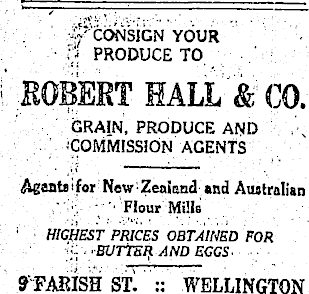 CONSIGN YOUR
PRODUCE TO
ROBERT HALL & CO.
GRAIN, PRODUCE AND
COMMISSION AGENTS
Agents for New Zealand and Australian
Flour Mills
HIGHEST PRICES OBTAINED FOR
BUTTER AND EGGS
9 FARISH ST. :: WELLINGTON